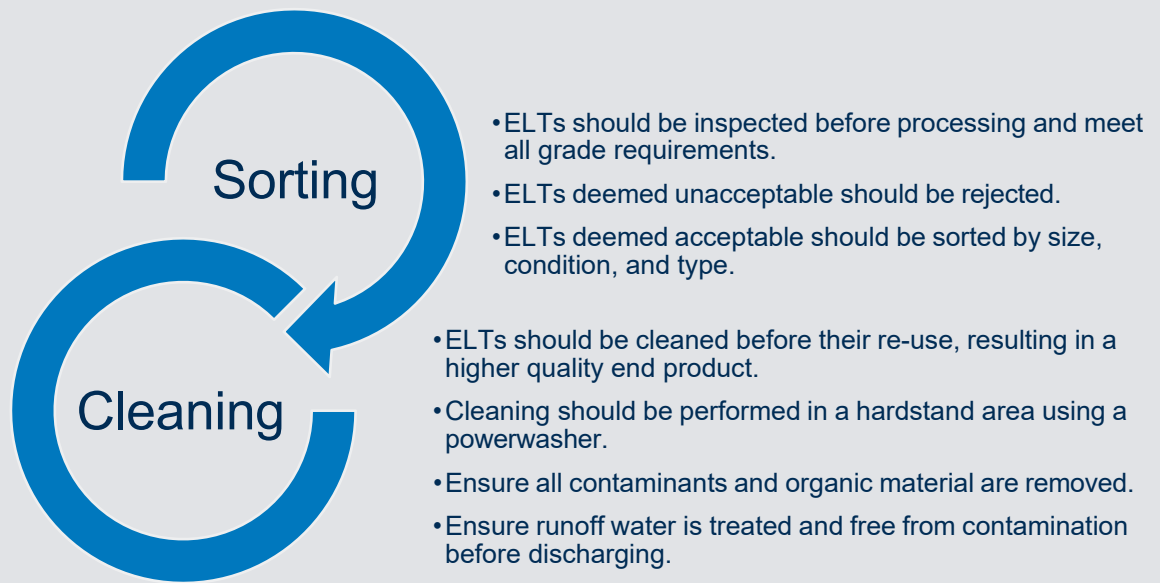 Sorting
•ELTs should be inspected before processing and meet
all grade requirements.
•ELTs deemed unacceptable should be rejected.
•ELTs deemed acceptable should be sorted by size,
condition, and type.
Cleaning
•ELTs should be cleaned before their re-use, resulting in a
higher quality end product.
•Cleaning should be performed in a hardstand area using a
powerwasher.
•Ensure all contaminants and organic material are removed.
•Ensure runoff water is treated and free from contamination
before discharging.